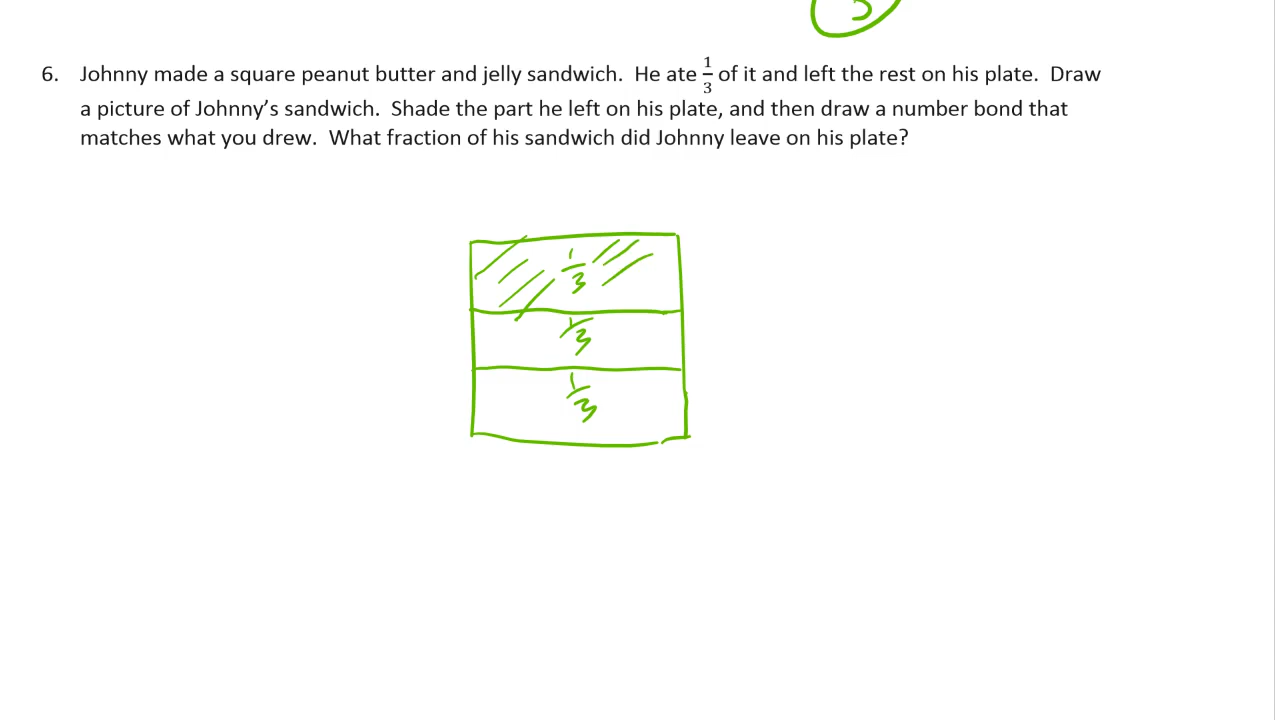 3
6. Johnny made a square peanut butter and jelly sandwich. He ate 1/3 of it and left the rest on his plate. Draw
a picture of Johnny’s sandwich. Shade the part he left on his plate, and then draw a number bond that
matches what you drew. What fraction of his sandwich did Johnny leave on his plate?
1/3
1/3
1/3